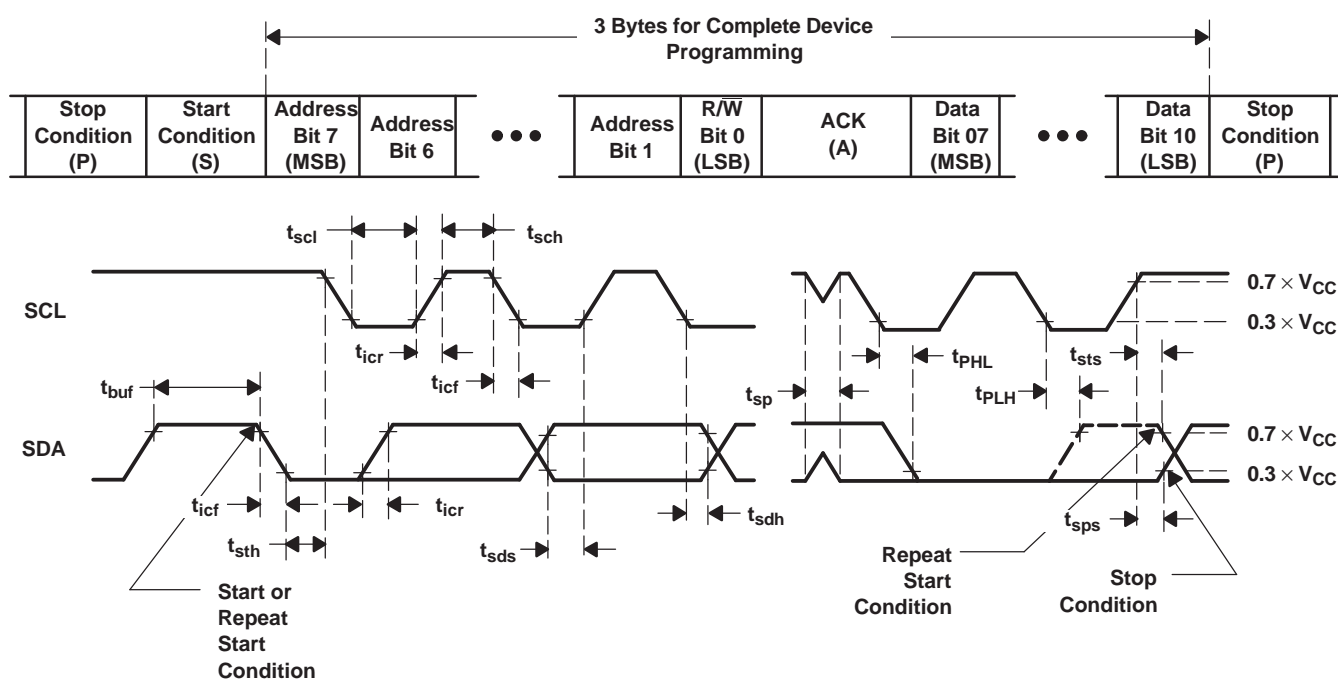 3 Bytes for Complete Device
Programming
Stop
Condition
(P)
Start
Condition
(S)
Address
Bit 7
(MSB)
Address
Bit 6
Address
Bit 1
R/W̅
Bit 0
(LSB)
ACK
(A)
Data
Bit 07
(MSB)
Data
Bit 10
(LSB)
Stop
Condition
(P)
tscl
tsch
SCL
0.7 × VCC
0.3 × VCC
ticr
ticf
tPHL
tsts
tbuf
tsp
tPLH
SDA
0.7 × VCC
0.3 × VCC
ticf
ticr
tsdh
tsth
tsds
tsps
Start or
Repeat
Start
Condition
Repeat
Start
Condition
Stop
Condition